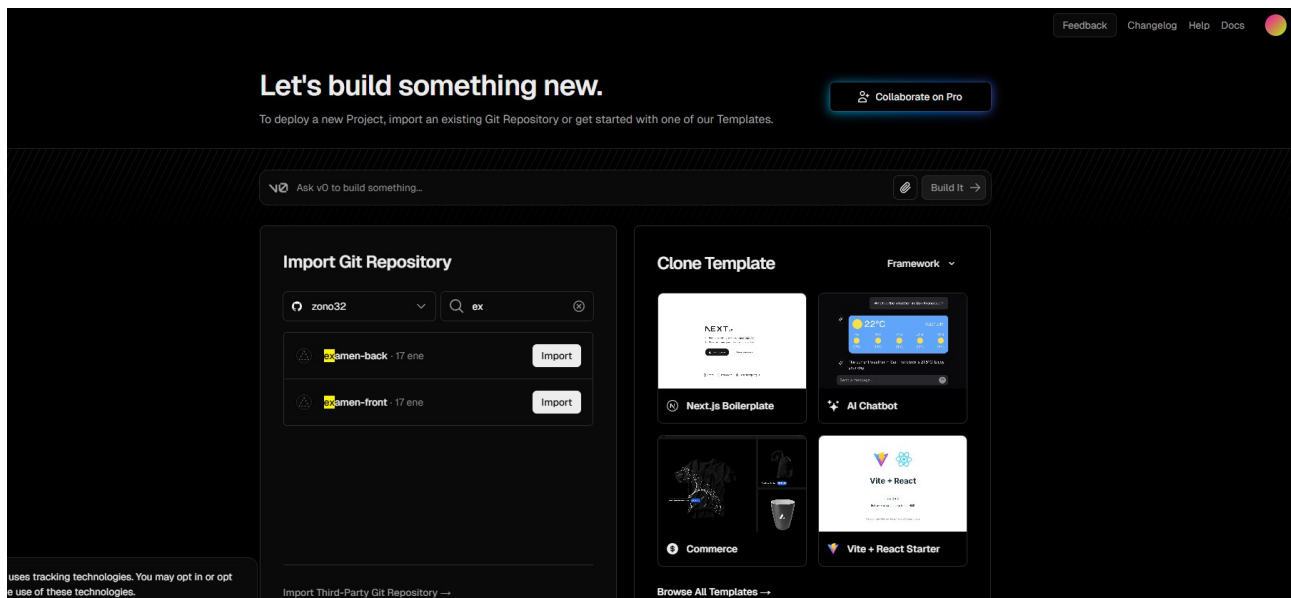 Feedback Changelog Help Docs
Let's build something new.
Collaborate on Pro
To deploy a new Project, import an existing Git Repository or get started with one of our Templates.
v0 Ask v0 to build something...
Build It →
Import Git Repository
zono32
ex
examen-back · 17 ene
Import
examen-front · 17 ene
Import
Import Third-Party Git Repository →
Clone Template
Framework
NEXT.js
22°C
Next.js Boilerplate
AI Chatbot
Vite + React
Commerce
Vite + React Starter
Browse All Templates →
uses tracking technologies. You may opt in or opt
e use of these technologies.